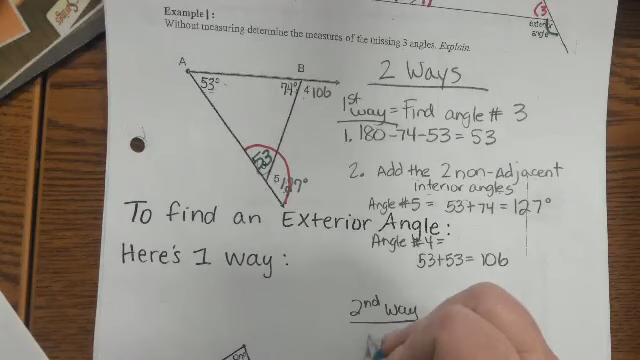 Example 1:
Without measuring determine the measures of the missing 3 angles. Explain.
exterior
angle
A
B
53°
74°
4
106
53
5
127°
2 Ways
1st way = Find angle # 3
1. 180-74-53 = 53
2. Add the 2 non-Adjacent
interior angles
Angle #5 = 53+74 = 127°
Angle #4 =
53+53 = 106
To find an Exterior Angle:
Here's 1 way:
2nd way